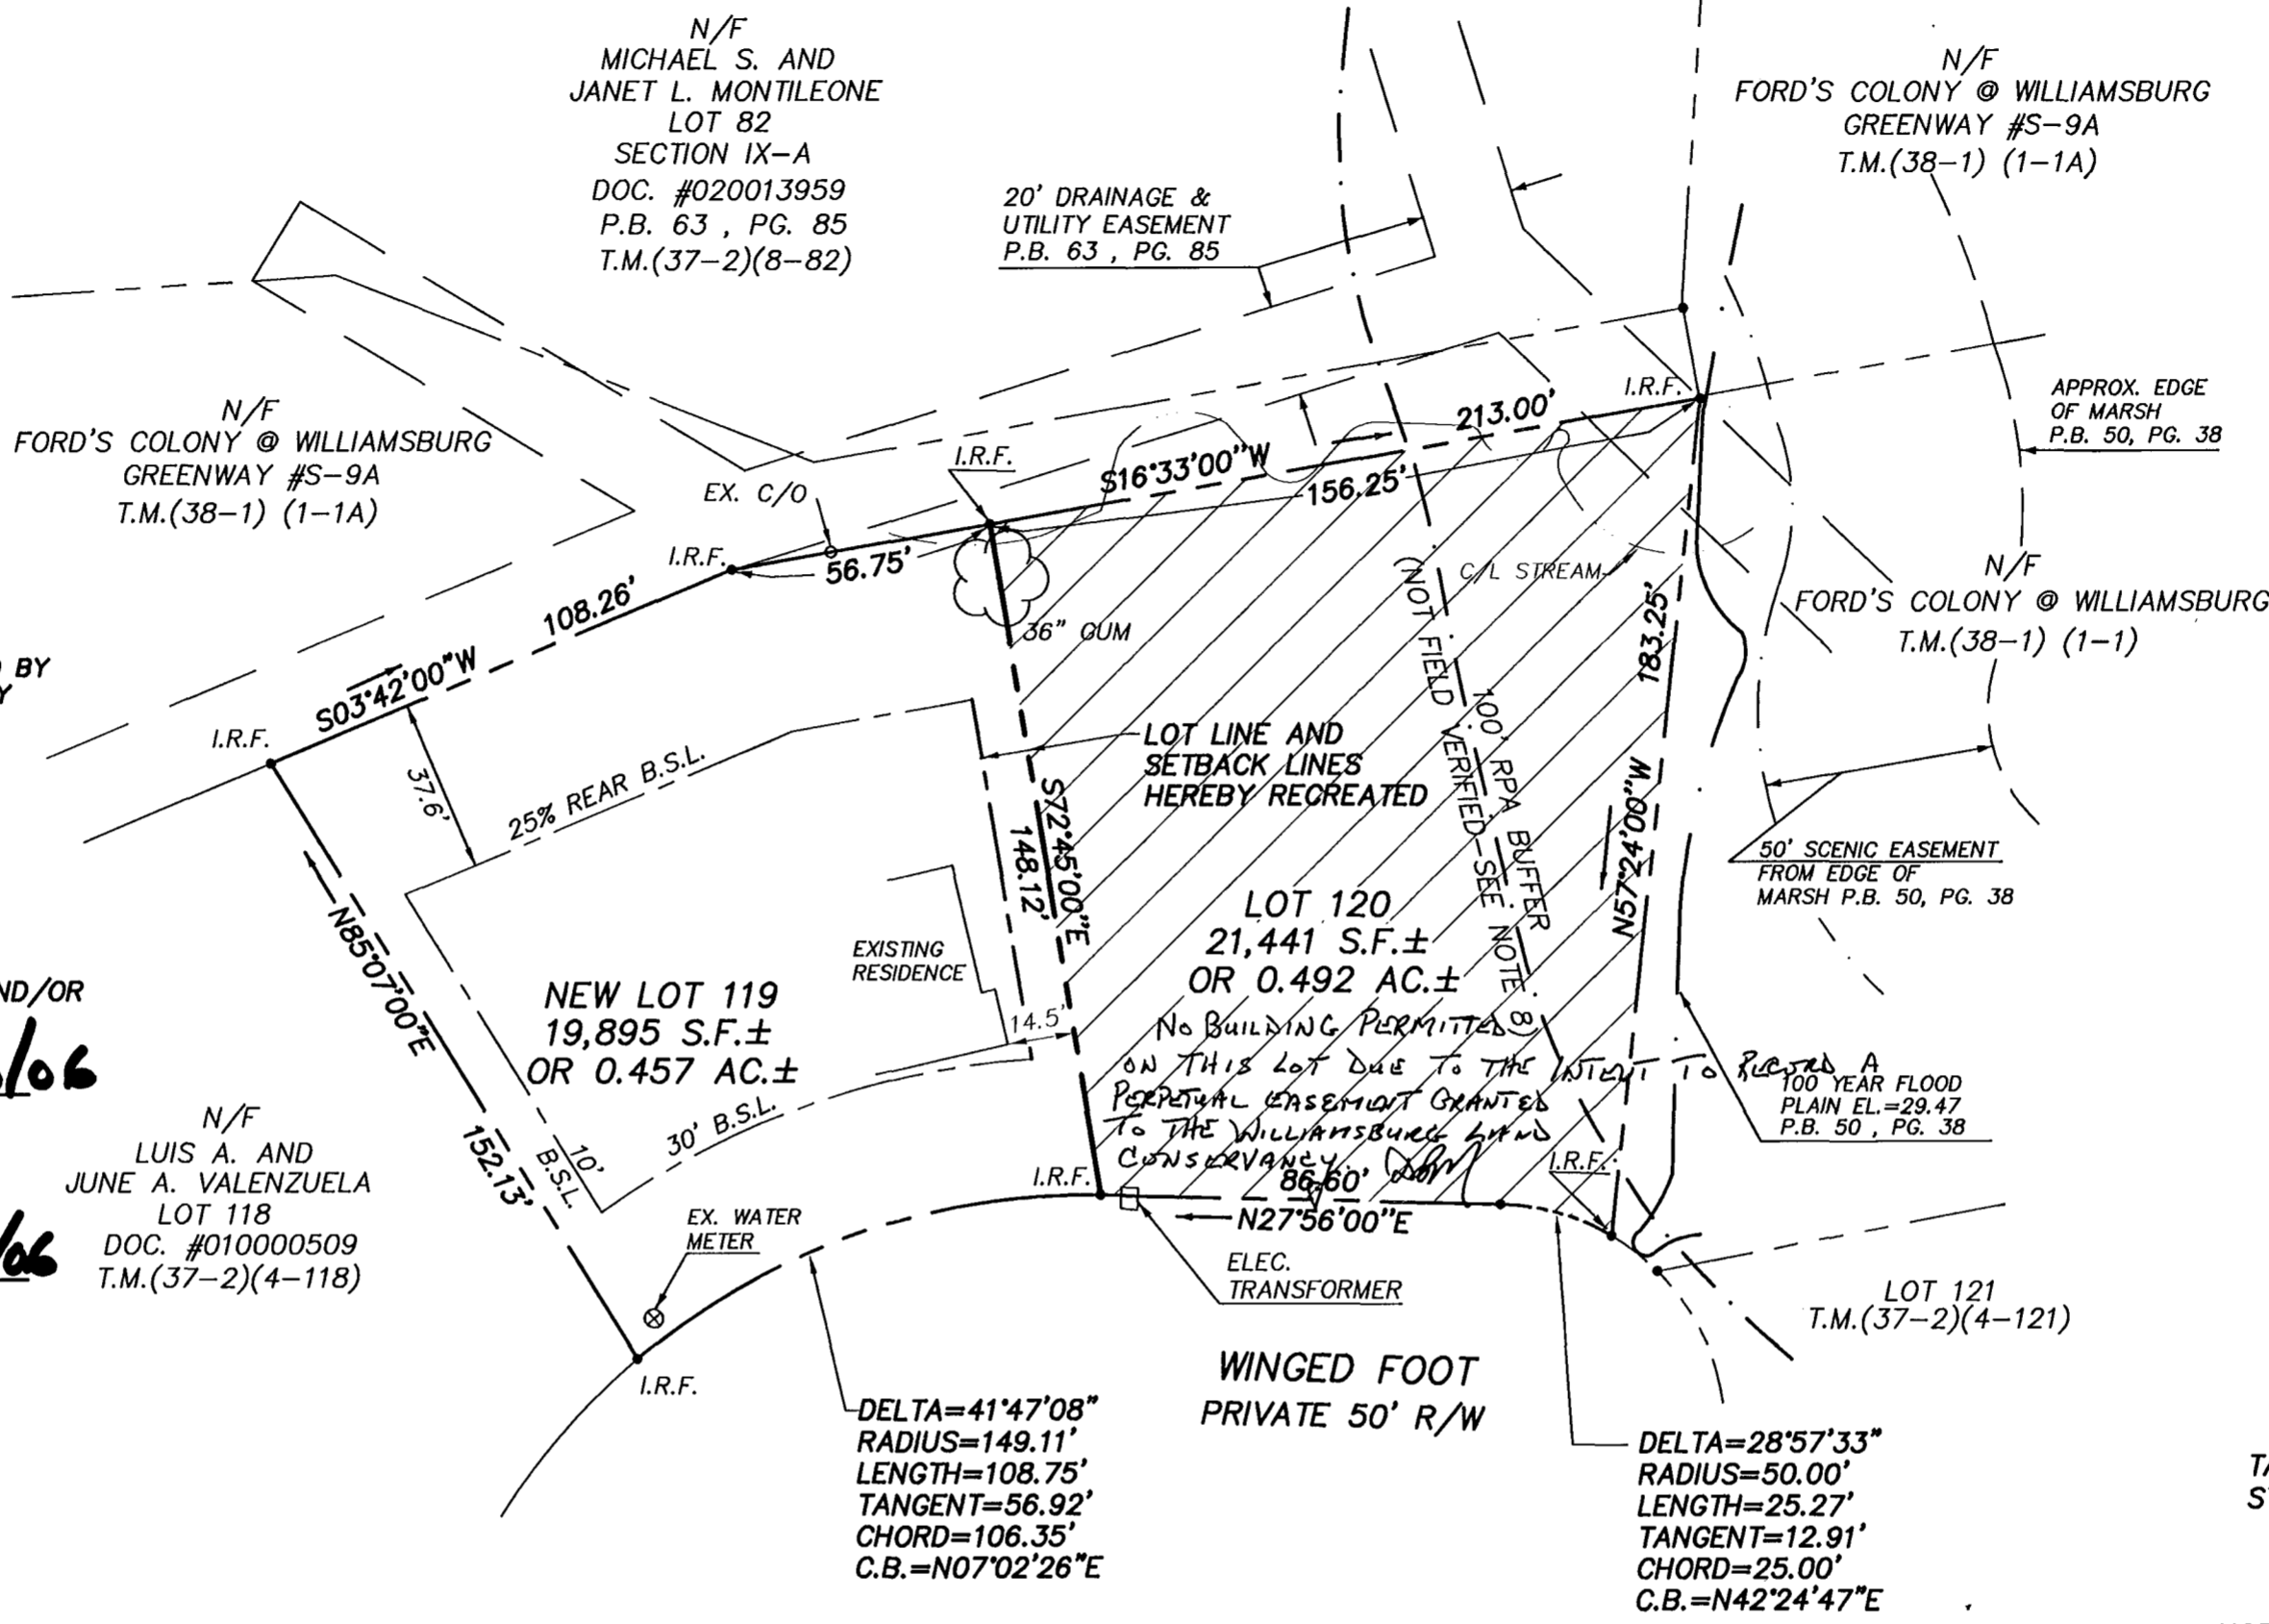 N/F
MICHAEL S. AND
JANET L. MONTILEONE
LOT 82
SECTION IX-A
DOC. #020013959
P.B. 63 , PG. 85
T.M.(37-2)(8-82)
20' DRAINAGE &
UTILITY EASEMENT
P.B. 63 , PG. 85
N/F
FORD'S COLONY @ WILLIAMSBURG
GREENWAY #S-9A
T.M.(38-1) (1-1A)
N/F
FORD'S COLONY @ WILLIAMSBURG
GREENWAY #S-9A
T.M.(38-1) (1-1A)
APPROX. EDGE
OF MARSH
P.B. 50, PG. 38
I.R.F.
213.00'
I.R.F.
S16°33'00"W
156.25'
EX. C/O
I.R.F.
56.75'
108.26'
S03°42'00"W
I.R.F.
37.6'
25% REAR B.S.L.
36" GUM
C/L STREAM
N/F
FORD'S COLONY @ WILLIAMSBURG
T.M.(38-1) (1-1)
BY
183.25'
N57°24'00"W
100' RPA BUFFER
(NOT FIELD VERIFIED-SEE NOTE 8)
LOT LINE AND
SETBACK LINES
HEREBY RECREATED
S72°45'00"E
148.12'
50' SCENIC EASEMENT
FROM EDGE OF
MARSH P.B. 50, PG. 38
LOT 120
21,441 S.F.±
OR 0.492 AC.±
NO BUILDING PERMITTED
ON THIS LOT DUE TO THE INTENT TO RECORD A
PERPETUAL EASEMENT GRANTED
TO THE WILLIAMSBURG LAND
CONSERVANCY.
100 YEAR FLOOD
PLAIN EL.=29.47
P.B. 50 , PG. 38
EXISTING
RESIDENCE
14.5'
NEW LOT 119
19,895 S.F.±
OR 0.457 AC.±
N85°07'00"E
152.13'
10'
B.S.L.
30' B.S.L.
ND/OR
/06
/06
N/F
LUIS A. AND
JUNE A. VALENZUELA
LOT 118
DOC. #010000509
T.M.(37-2)(4-118)
EX. WATER
METER
I.R.F.
I.R.F.
86.60'
N27°56'00"E
I.R.F.
ELEC.
TRANSFORMER
LOT 121
T.M.(37-2)(4-121)
WINGED FOOT
PRIVATE 50' R/W
DELTA=41°47'08"
RADIUS=149.11'
LENGTH=108.75'
TANGENT=56.92'
CHORD=106.35'
C.B.=N07°02'26"E
DELTA=28°57'33"
RADIUS=50.00'
LENGTH=25.27'
TANGENT=12.91'
CHORD=25.00'
C.B.=N42°24'47"E